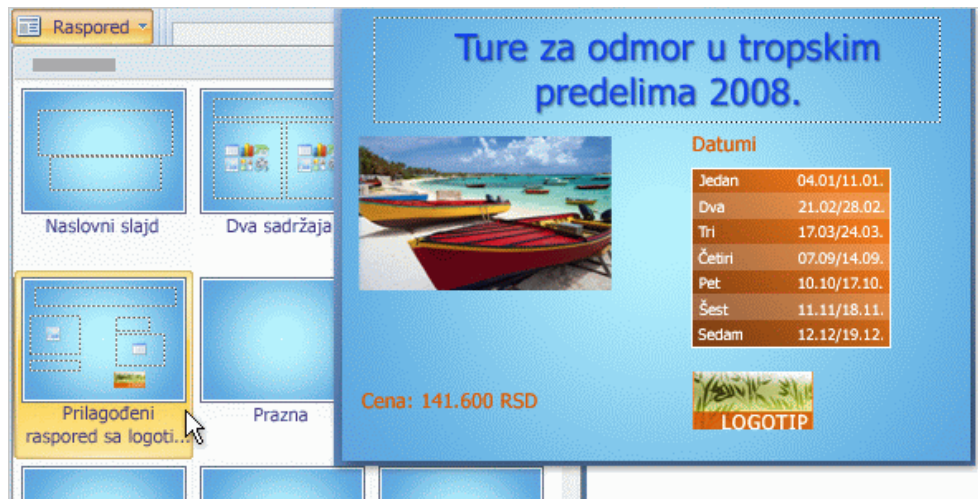 Raspored
Naslovni slajd
Dva sadržaja
Prilagođeni
raspored sa logoti...
Prazna
Ture za odmor u tropskim
predelima 2008.
Datumi
Jedan 04.01/11.01.
Dva 21.02/28.02.
Tri 17.03/24.03.
Četiri 07.09/14.09.
Pet 10.10/17.10.
Šest 11.11/18.11.
Sedam 12.12/19.12.
Cena: 141.600 RSD
LOGOTIP